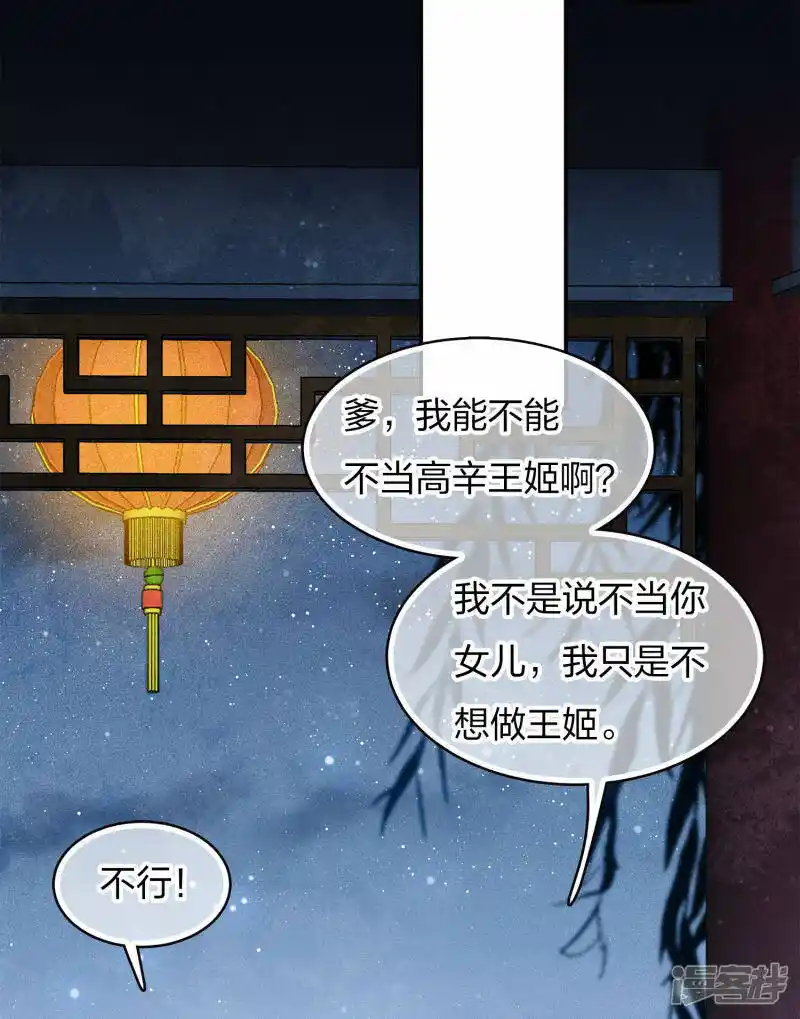 爹，我能不能
不当高辛王姬啊？
我不是说不当你
女儿，我只是不
想做王姬。
不行！
漫客栈